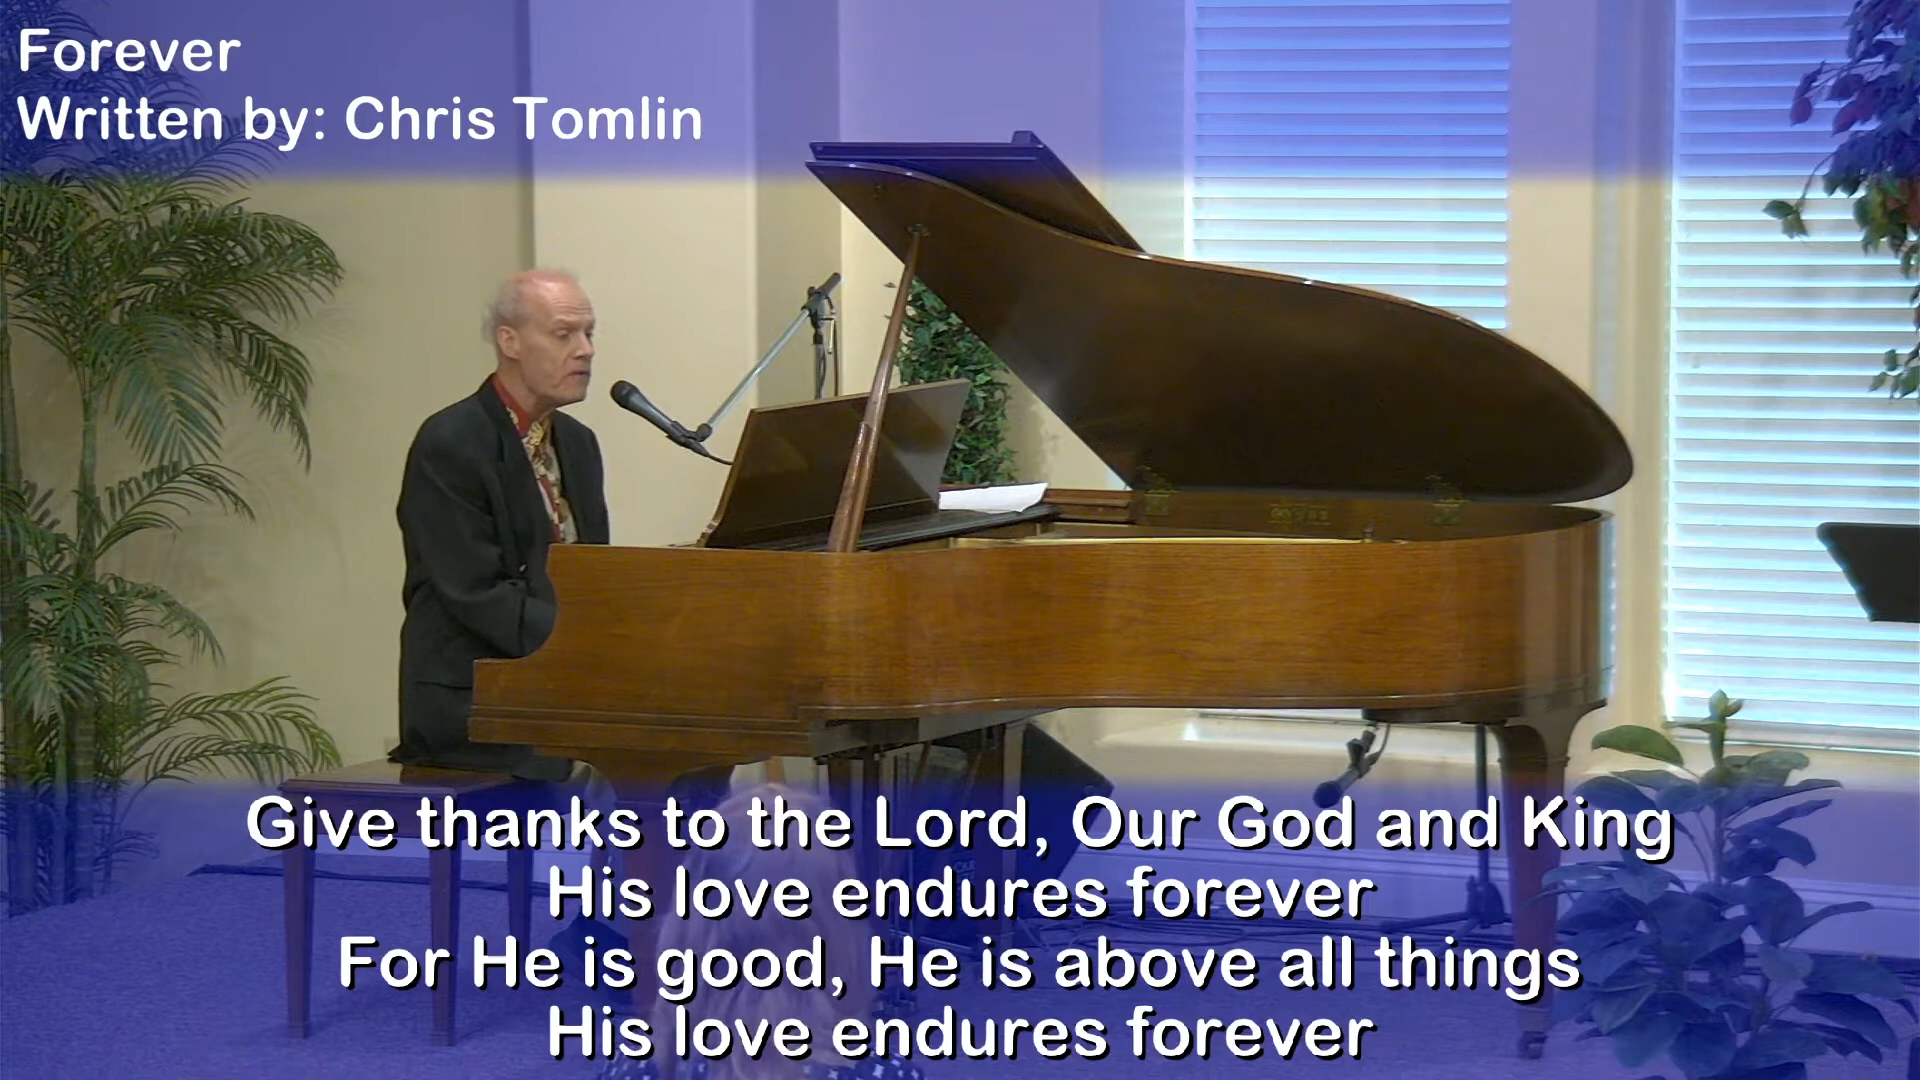 Forever
Written by: Chris Tomlin
Give thanks to the Lord, Our God and King
His love endures forever
For He is good, He is above all things
His love endures forever